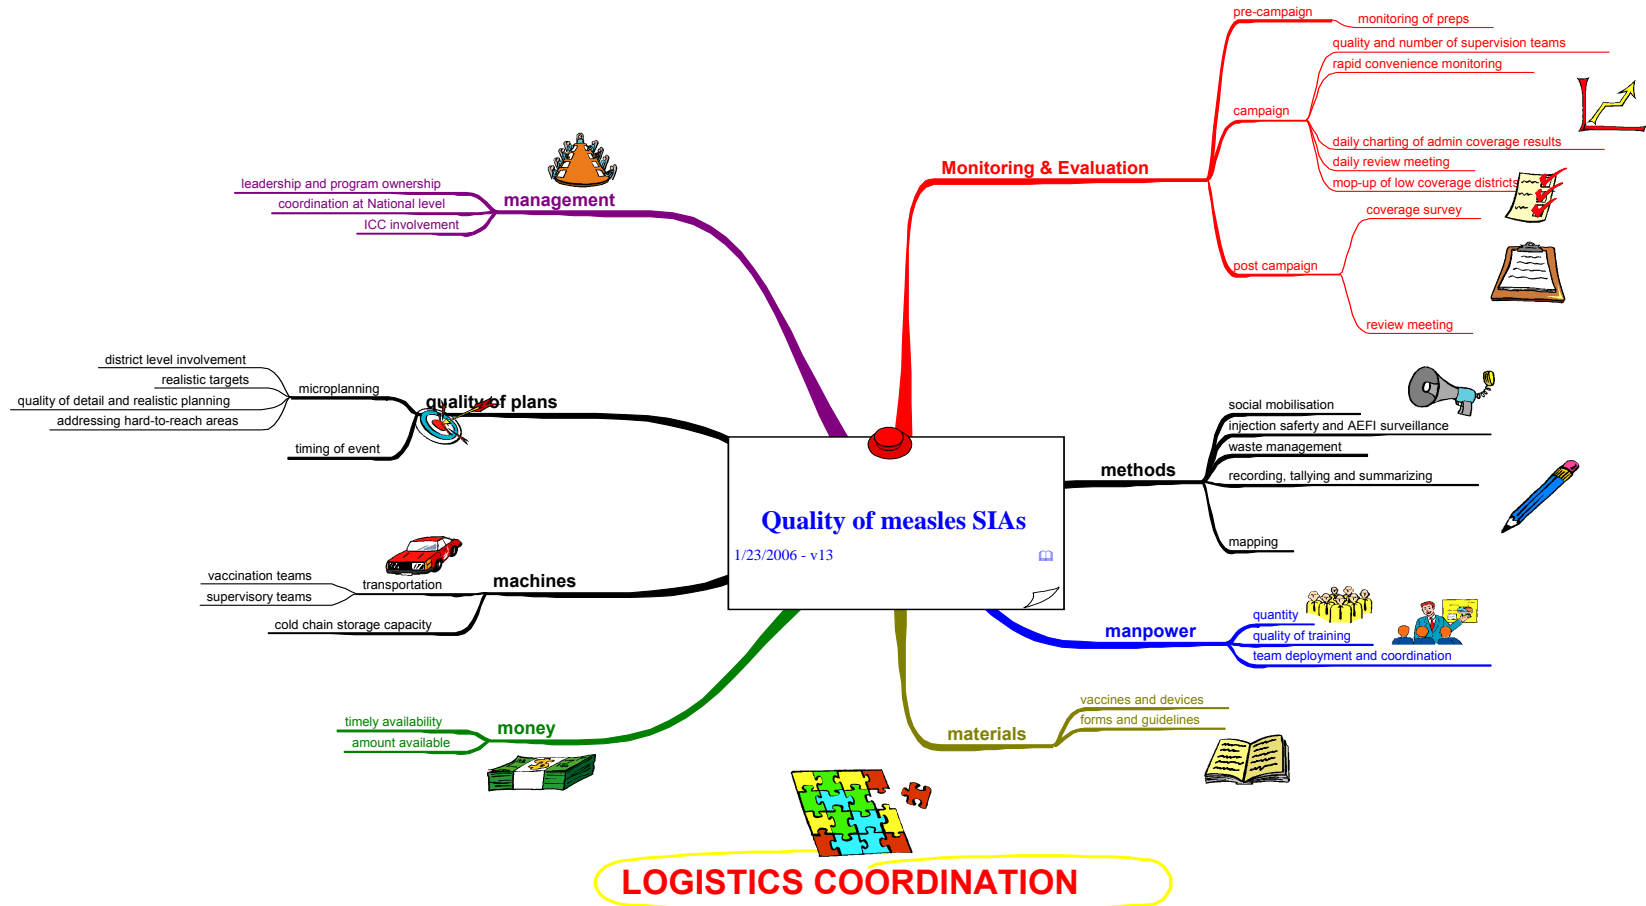 pre-campaign
monitoring of preps
quality and number of supervision teams
rapid convenience monitoring
campaign
daily charting of admin coverage results
daily review meeting
mop-up of low coverage districts
Monitoring & Evaluation
coverage survey
post campaign
review meeting
leadership and program ownership
coordination at National level
ICC involvement
management
district level involvement
realistic targets
quality of detail and realistic planning
addressing hard-to-reach areas
microplanning
timing of event
quality of plans
social mobilisation
injection saferty and AEFI surveillance
waste management
recording, tallying and summarizing
mapping
methods
Quality of measles SIAs
1/23/2006 - v13
vaccination teams
supervisory teams
transportation
cold chain storage capacity
machines
quantity
quality of training
team deployment and coordination
manpower
timely availability
amount available
money
vaccines and devices
forms and guidelines
materials
LOGISTICS COORDINATION